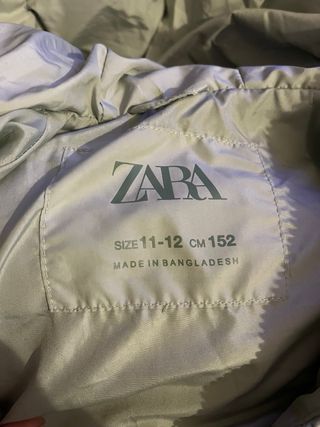 ZARA
SIZE 11-12 CM 152
MADE IN BANGLADESH